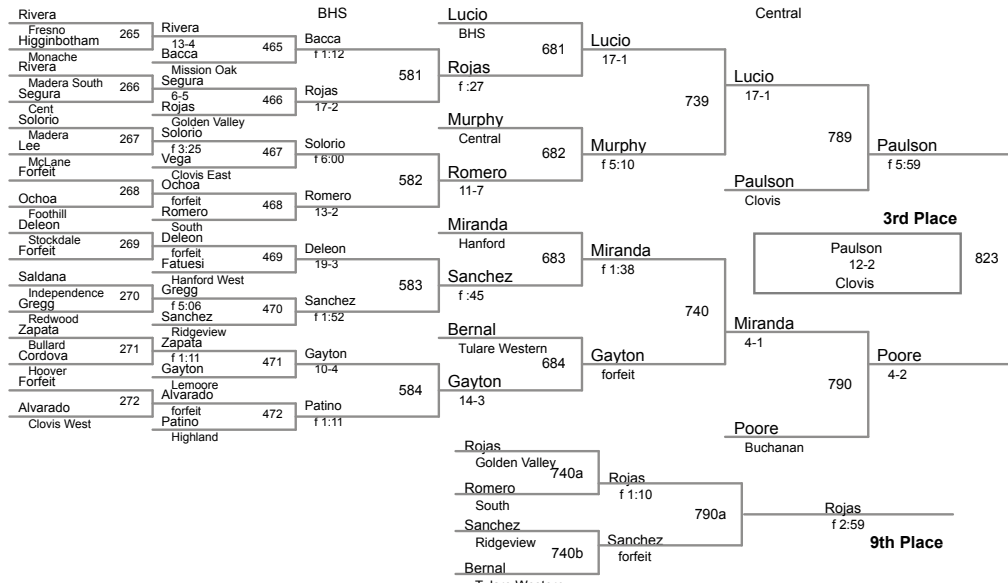 BHS
Central
Rivera
Fresno
265
Higginbotham
Monache
Rivera
Madera South
266
Segura
Cent
Solorio
Madera
267
Lee
McLane
Forfeit
268
Ochoa
Foothill
Deleon
Stockdale
269
Forfeit
Saldana
Independence
270
Gregg
Redwood
Zapata
Bullard
271
Cordova
Hoover
Forfeit
272
Alvarado
Clovis West
Rivera
13-4
465
Bacca
Mission Oak
Segura
6-5
466
Rojas
Golden Valley
Solorio
f 3:25
467
Vega
Clovis East
Ochoa
forfeit
468
Romero
South
Deleon
forfeit
469
Fatuesi
Hanford West
Gregg
f 5:06
470
Sanchez
Ridgeview
Zapata
f 1:11
471
Gayton
Lemoore
Alvarado
forfeit
472
Patino
Highland
Bacca
f 1:12
581
Rojas
17-2
Solorio
f 6:00
582
Romero
13-2
Deleon
19-3
583
Sanchez
f 1:52
Gayton
10-4
584
Patino
f 1:11
Lucio
BHS
681
Rojas
f :27
Murphy
Central
682
Romero
11-7
Miranda
Hanford
683
Sanchez
f :45
Bernal
Tulare Western
684
Gayton
14-3
Lucio
17-1
739
Murphy
f 5:10
Miranda
f 1:38
740
Gayton
forfeit
Lucio
17-1
789
Paulson
Clovis
Miranda
4-1
790
Poore
Buchanan
Paulson
f 5:59
3rd Place
Paulson
12-2
Clovis
823
Poore
4-2
Rojas
Golden Valley
740a
Romero
South
Sanchez
Ridgeview
740b
Bernal
Tulare Western
Rojas
f 1:10
790a
Sanchez
forfeit
Rojas
f 2:59
9th Place